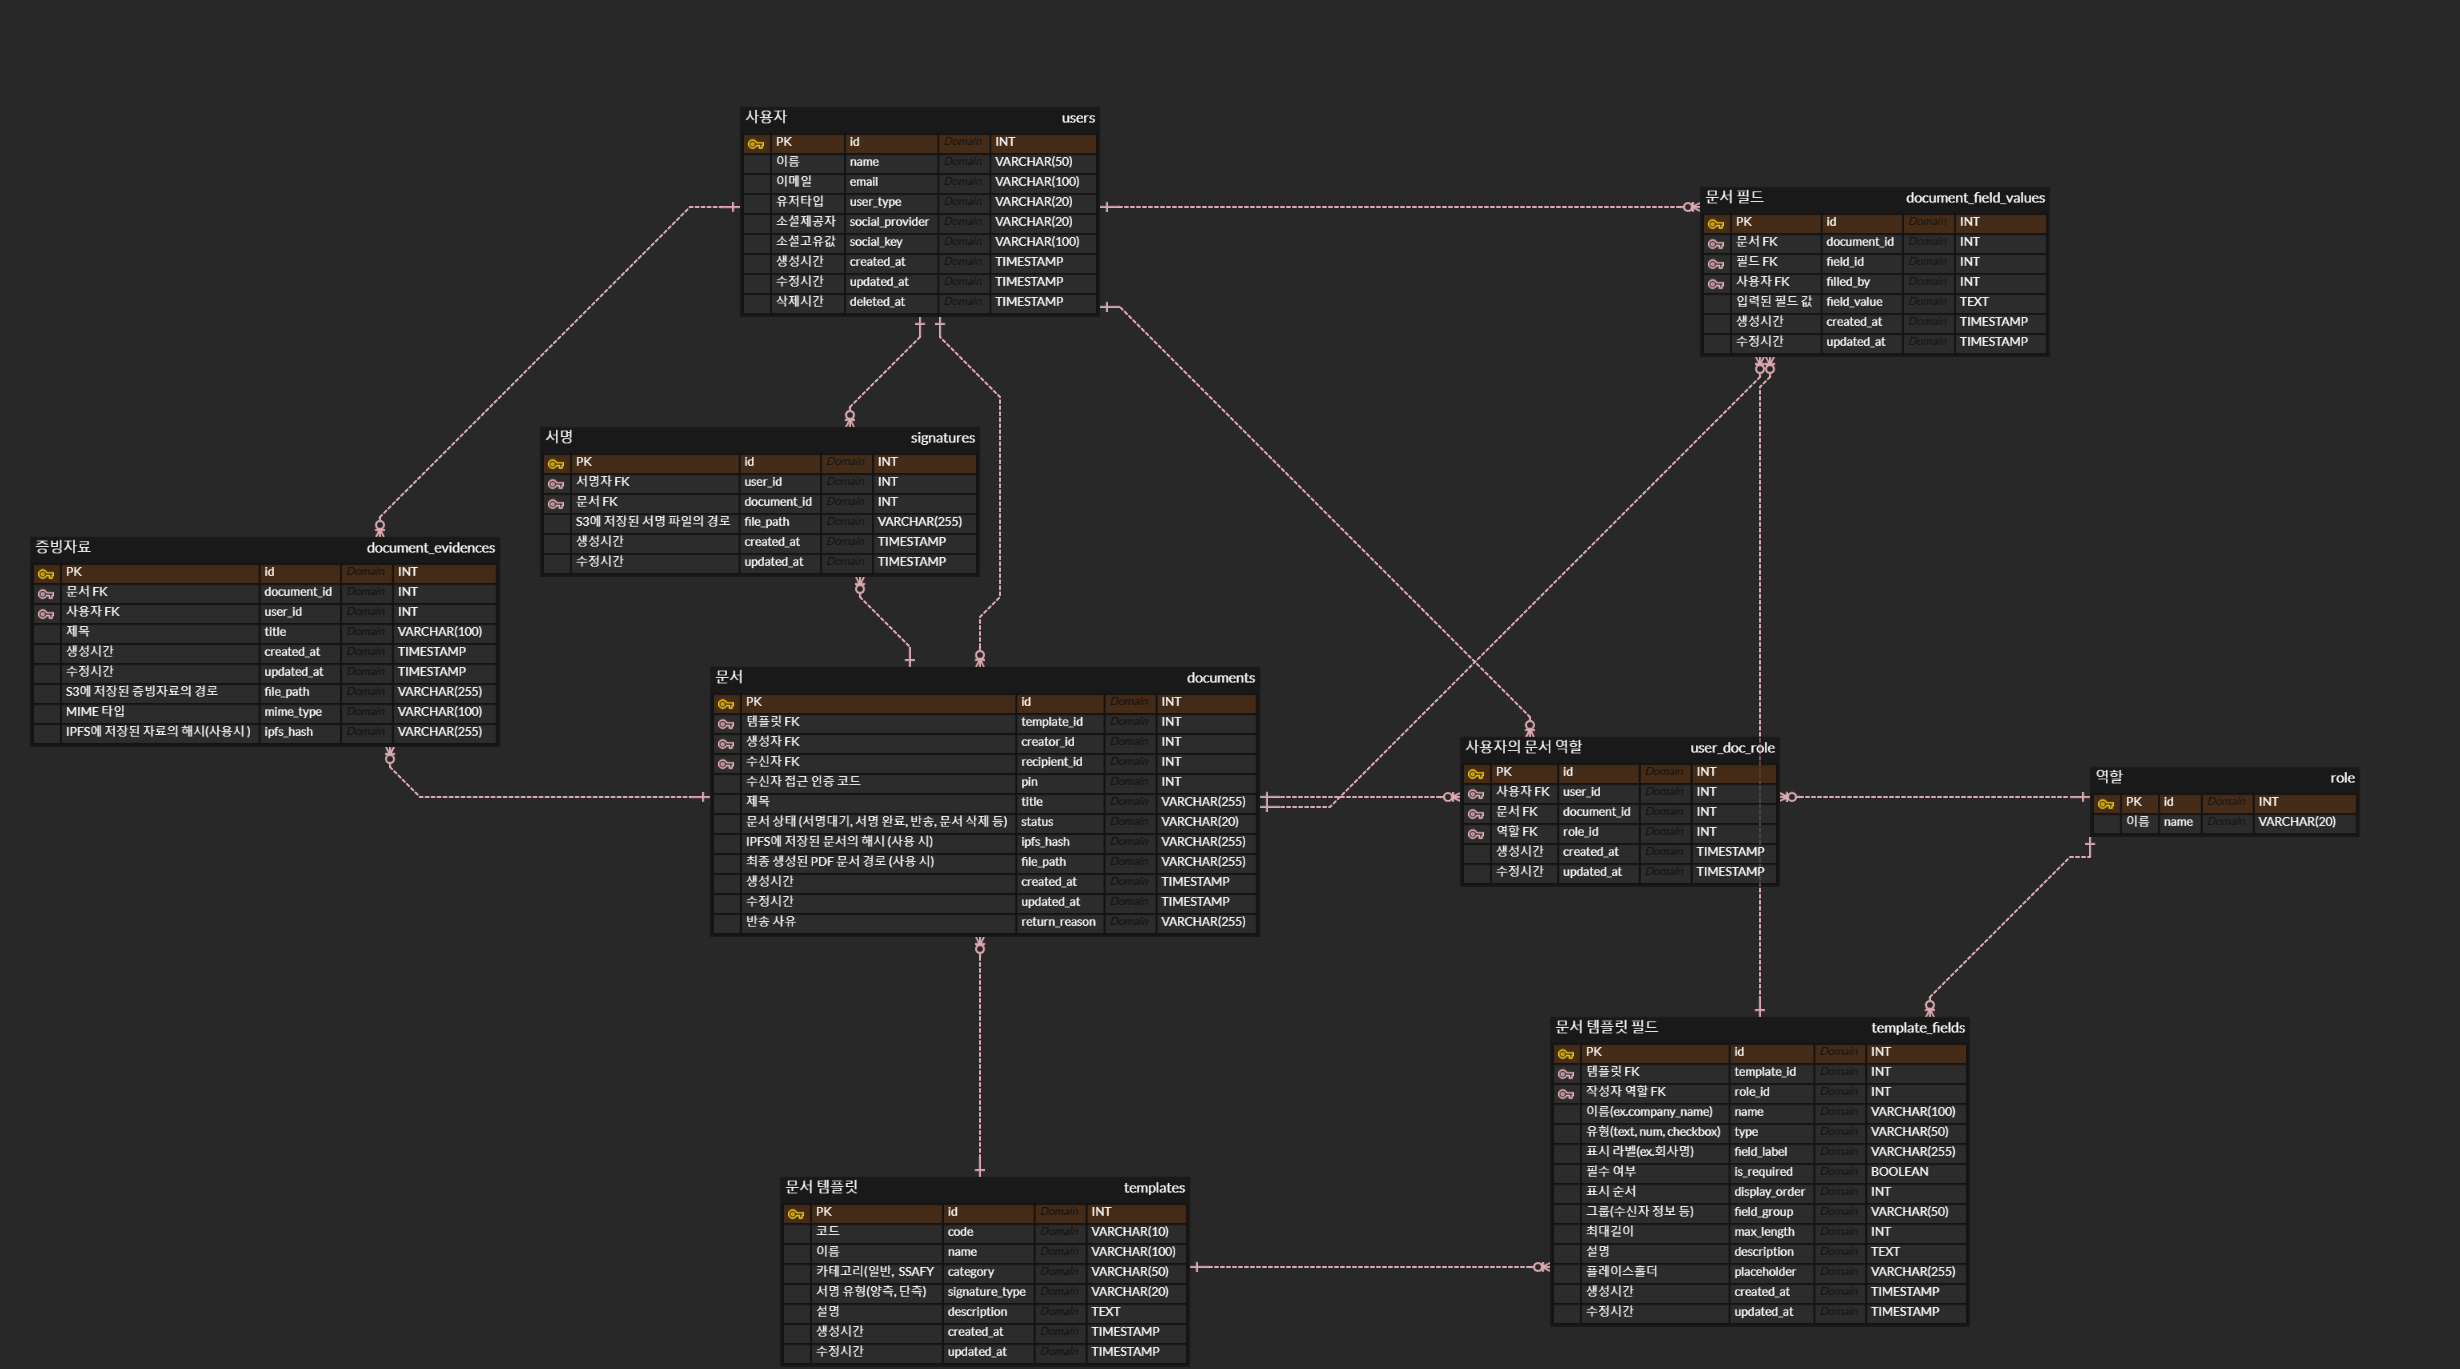 사용자 users
PK id Domain INT
이름 name Domain VARCHAR(50)
이메일 email Domain VARCHAR(100)
유저타입 user_type Domain VARCHAR(20)
소셜제공자 social_provider Domain VARCHAR(20)
소셜고유값 social_key Domain VARCHAR(100)
생성시간 created_at Domain TIMESTAMP
수정시간 updated_at Domain TIMESTAMP
삭제시간 deleted_at Domain TIMESTAMP
문서 필드 document_field_values
PK id Domain INT
문서 FK document_id Domain INT
필드 FK field_id Domain INT
사용자 FK filled_by Domain INT
입력된 필드 값 field_value Domain TEXT
생성시간 created_at Domain TIMESTAMP
수정시간 updated_at Domain TIMESTAMP
서명 signatures
PK id Domain INT
서명자 FK user_id Domain INT
문서 FK document_id Domain INT
S3에 저장된 서명 파일의 경로 file_path Domain VARCHAR(255)
생성시간 created_at Domain TIMESTAMP
수정시간 updated_at Domain TIMESTAMP
증빙자료 document_evidences
PK id Domain INT
문서 FK document_id Domain INT
사용자 FK user_id Domain INT
제목 title Domain VARCHAR(100)
생성시간 created_at Domain TIMESTAMP
수정시간 updated_at Domain TIMESTAMP
S3에 저장된 증빙자료의 경로 file_path Domain VARCHAR(255)
MIME 타입 mime_type Domain VARCHAR(100)
IPFS에 저장된 자료의 해시(사용시) ipfs_hash Domain VARCHAR(255)
문서 documents
PK id Domain INT
템플릿 FK template_id Domain INT
생성자 FK creator_id Domain INT
수신자 FK recipient_id Domain INT
수신자 접근 인증 코드 pin Domain INT
제목 title Domain VARCHAR(255)
문서 상태 (서명대기, 서명 완료, 반송, 문서 삭제 등) status Domain VARCHAR(20)
IPFS에 저장된 문서의 해시 (사용 시) ipfs_hash Domain VARCHAR(255)
최종 생성된 PDF 문서 경로 (사용 시) file_path Domain VARCHAR(255)
생성시간 created_at Domain TIMESTAMP
수정시간 updated_at Domain TIMESTAMP
반송 사유 return_reason Domain VARCHAR(255)
사용자의 문서 역할 user_doc_role
PK id Domain INT
사용자 FK user_id Domain INT
문서 FK document_id Domain INT
역할 FK role_id Domain INT
생성시간 created_at Domain TIMESTAMP
수정시간 updated_at Domain TIMESTAMP
역할 role
PK id Domain INT
이름 name Domain VARCHAR(20)
문서 템플릿 필드 template_fields
PK id Domain INT
템플릿 FK template_id Domain INT
작성자 역할 FK role_id Domain INT
이름(ex.company_name) name Domain VARCHAR(100)
유형(text, num, checkbox) type Domain VARCHAR(50)
표시 라벨(ex.회사명) field_label Domain VARCHAR(255)
필수 여부 is_required Domain BOOLEAN
표시 순서 display_order Domain INT
그룹(수신자 정보 등) field_group Domain VARCHAR(50)
최대길이 max_length Domain INT
설명 description Domain TEXT
플레이스홀더 placeholder Domain VARCHAR(255)
생성시간 created_at Domain TIMESTAMP
수정시간 updated_at Domain TIMESTAMP
문서 템플릿 templates
PK id Domain INT
코드 code Domain VARCHAR(10)
이름 name Domain VARCHAR(100)
카테고리(일반, SSAFY category Domain VARCHAR(50)
서명 유형(양측, 단측) signature_type Domain VARCHAR(20)
설명 description Domain TEXT
생성시간 created_at Domain TIMESTAMP
수정시간 updated_at Domain TIMESTAMP